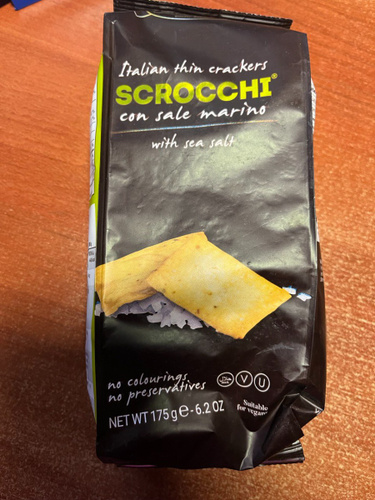 Italian thin crackers
SCROCCHI®
con sale marino
with sea salt
no colourings
no preservatives
V U
Suitable
for vegans
NET WT 175g e - 6.2 OZ